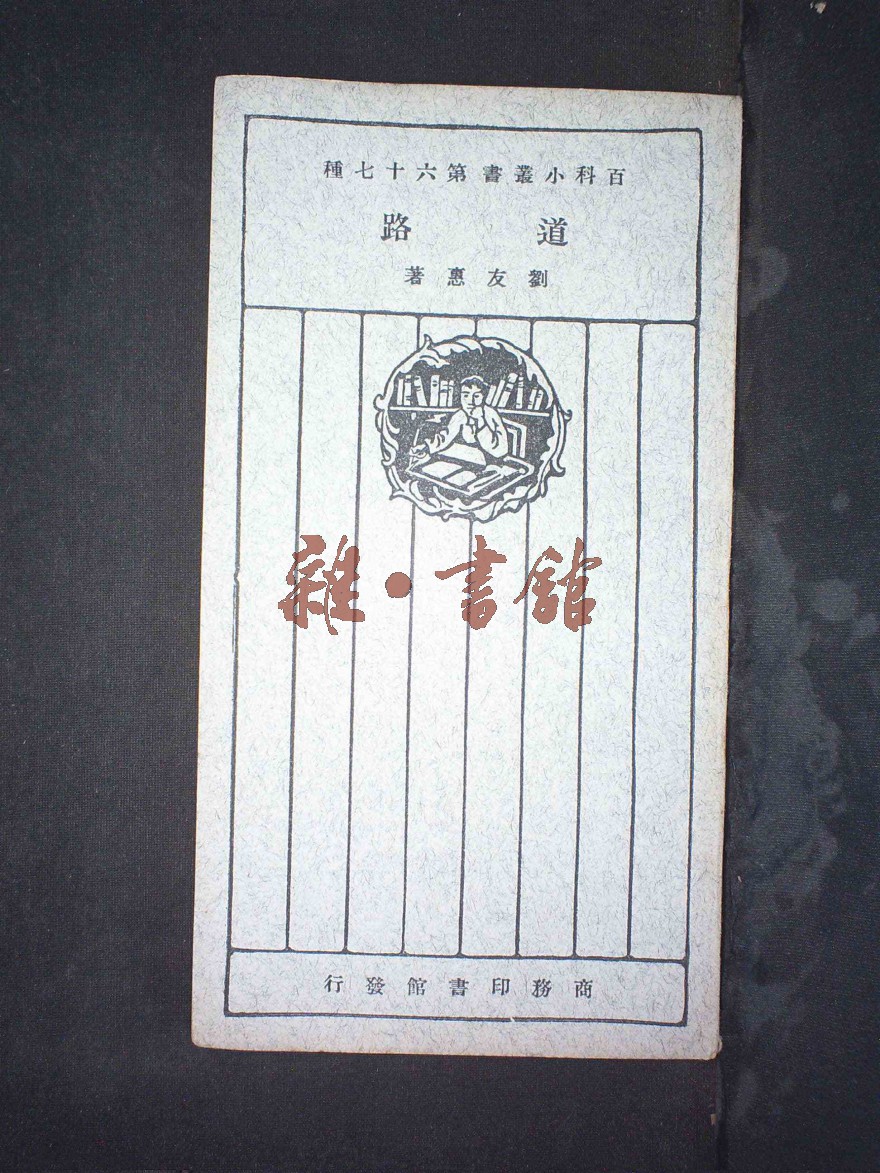 百科小叢書第六十七種
道路
劉友惠著
雜·書館
商務印書館發行